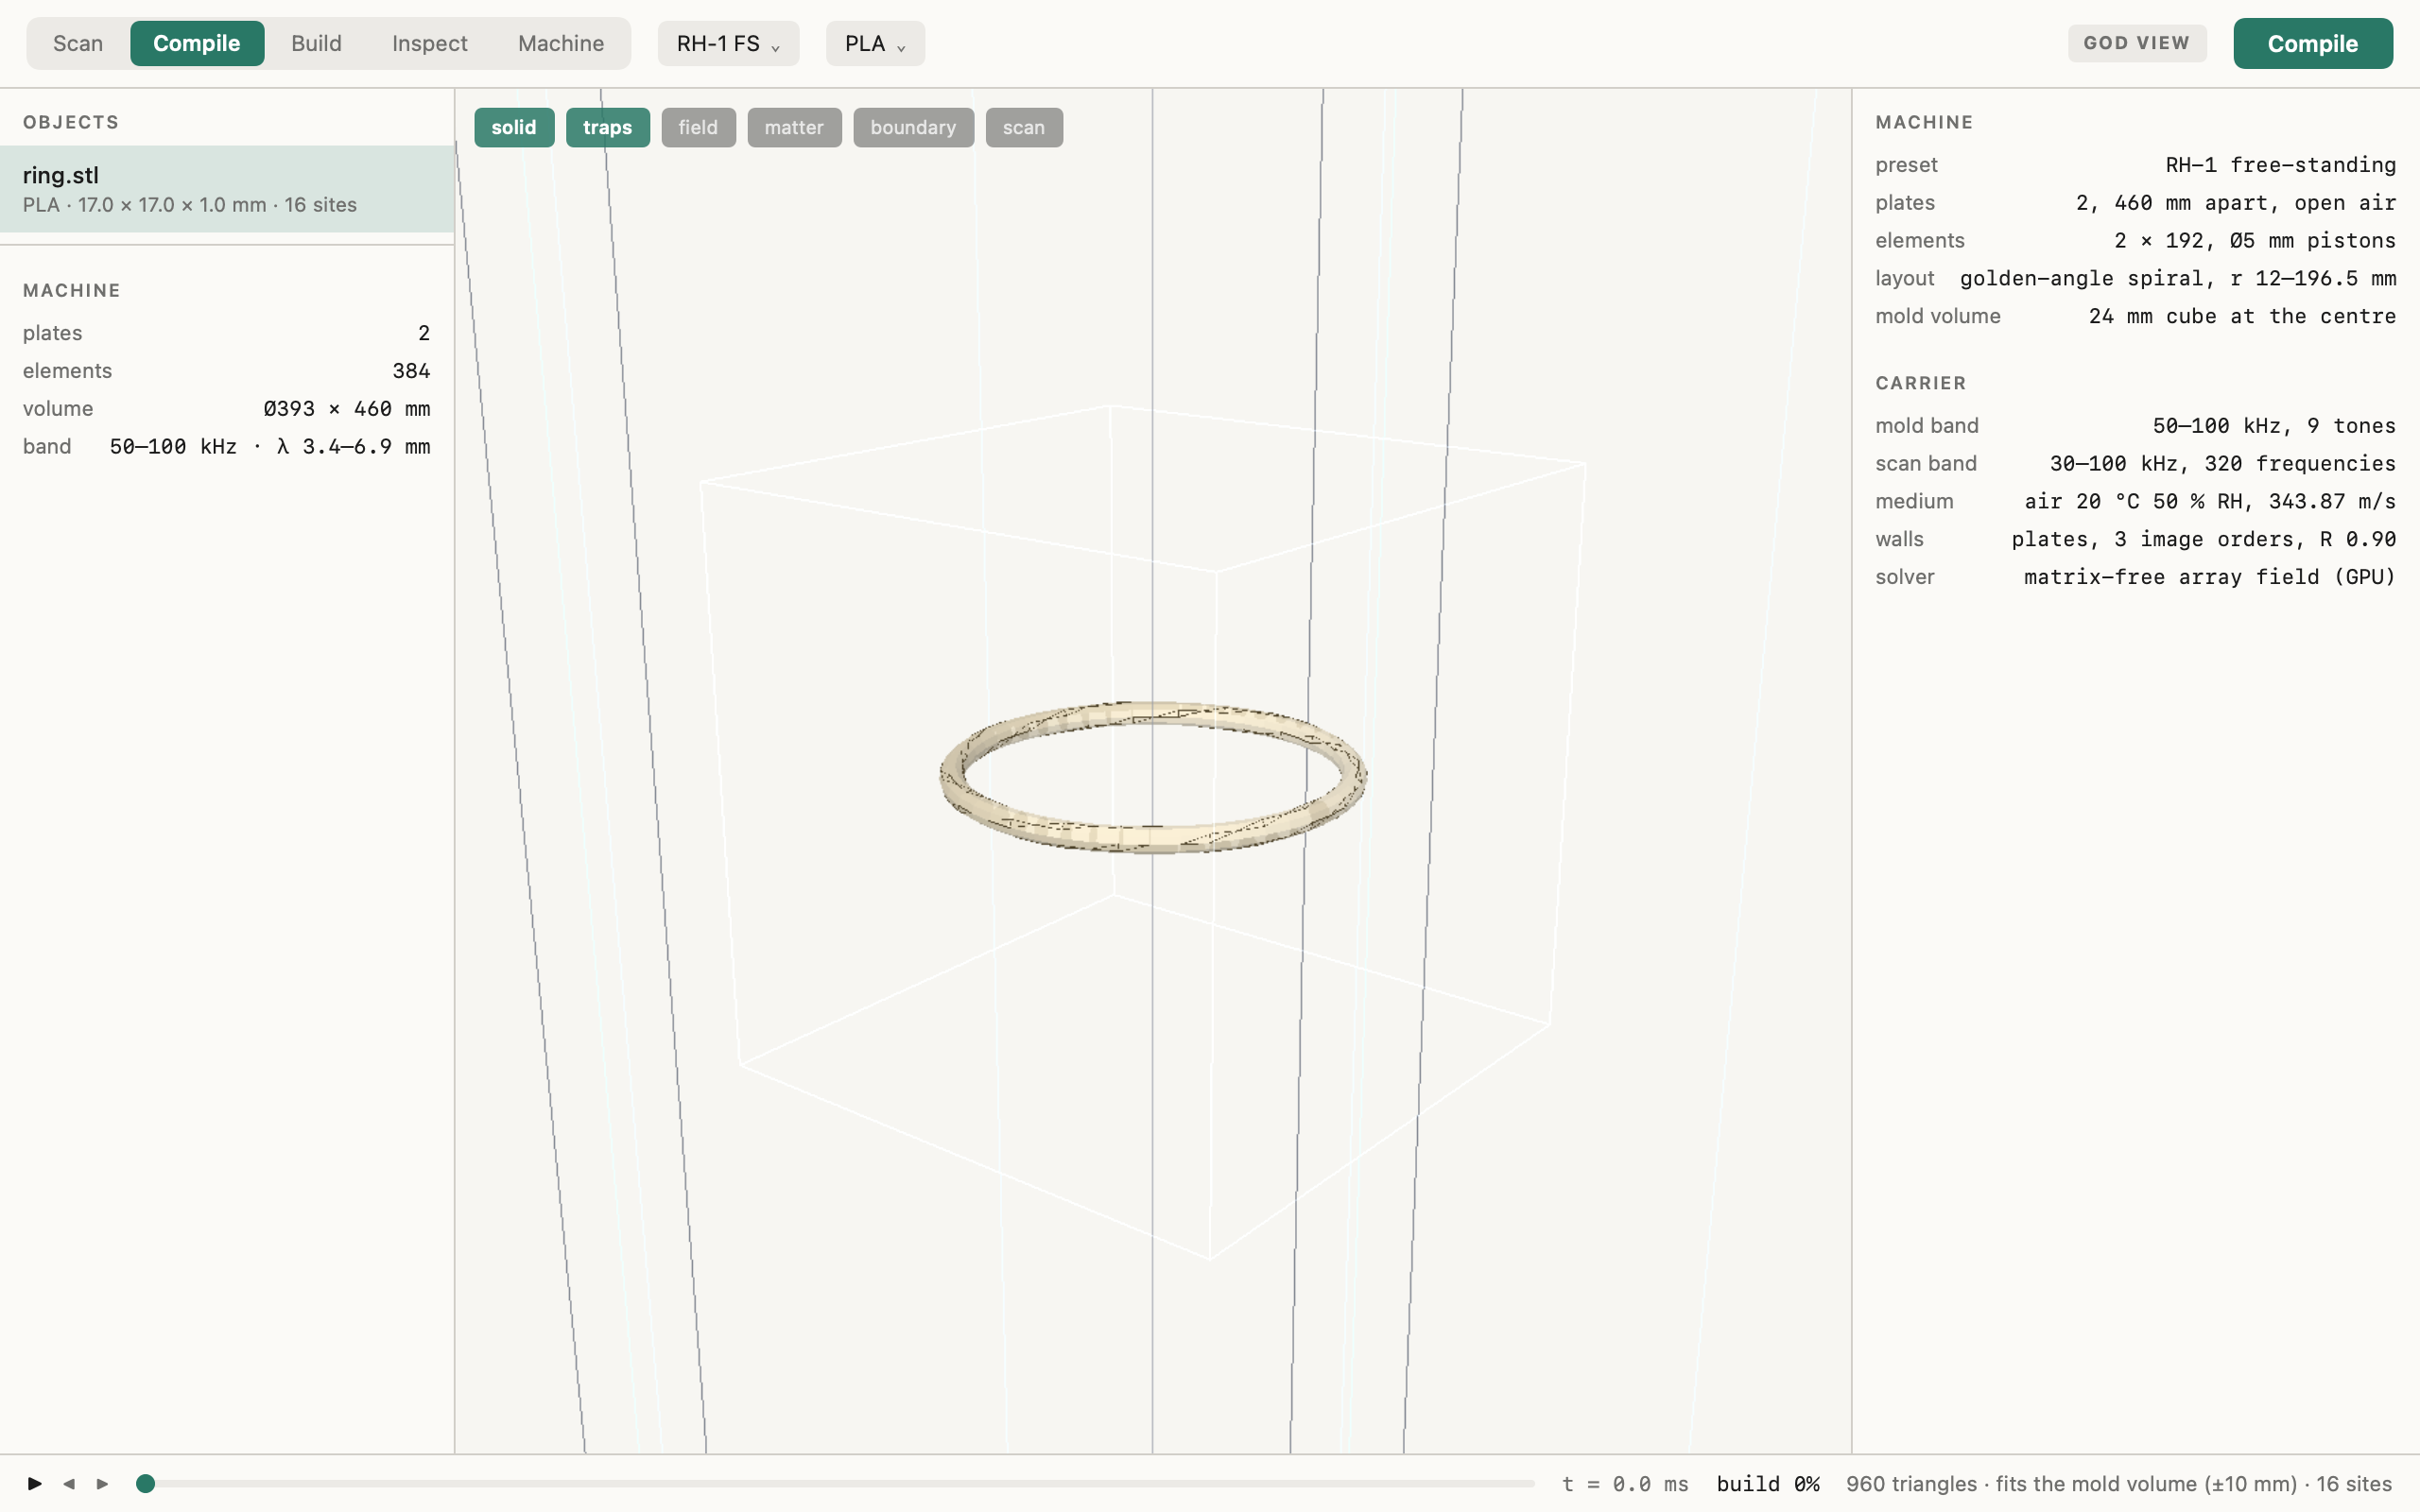 Scan Compile Build Inspect Machine RH-1 FS PLA GOD VIEW Compile
OBJECTS
ring.stl
PLA · 17.0 × 17.0 × 1.0 mm · 16 sites
MACHINE
plates 2
elements 384
volume Ø393 × 460 mm
band 50–100 kHz · λ 3.4–6.9 mm
solid traps field matter boundary scan
MACHINE
preset RH-1 free-standing
plates 2, 460 mm apart, open air
elements 2 × 192, Ø5 mm pistons
layout golden-angle spiral, r 12–196.5 mm
mold volume 24 mm cube at the centre
CARRIER
mold band 50–100 kHz, 9 tones
scan band 30–100 kHz, 320 frequencies
medium air 20 °C 50 % RH, 343.87 m/s
walls plates, 3 image orders, R 0.90
solver matrix-free array field (GPU)
t = 0.0 ms build 0% 960 triangles · fits the mold volume (±10 mm) · 16 sites